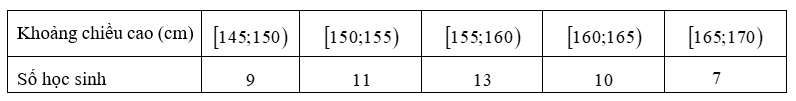 Khoảng chiều cao (cm) [145;150) [150;155) [155;160) [160;165) [165;170)
Số học sinh 9 11 13 10 7